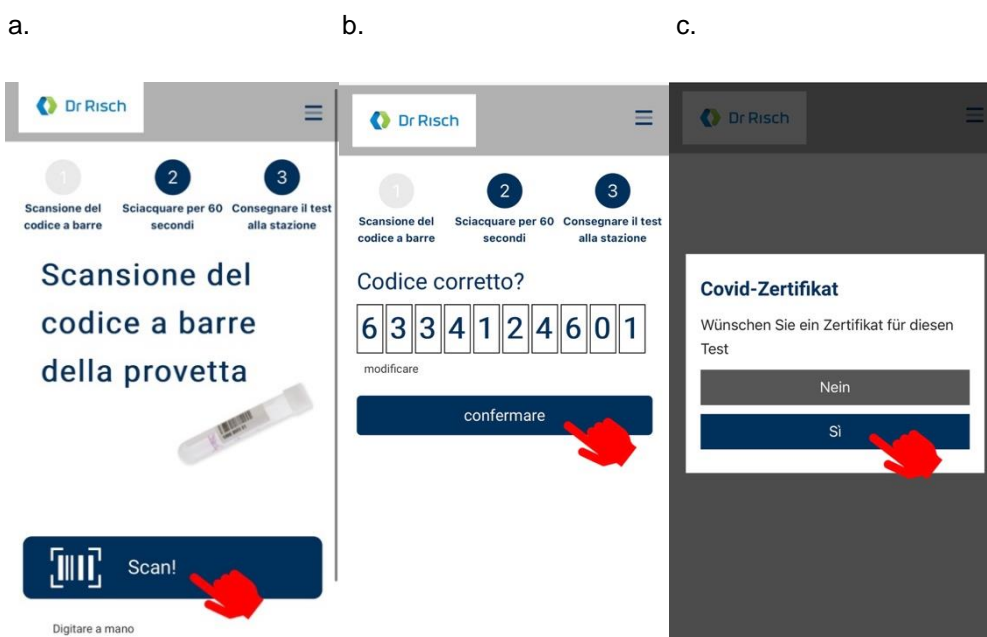 a.
b.
c.
Dr Risch
1
2
3
Scansione del
codice a barre
Sciacquare per 60
secondi
Consegnare il test
alla stazione
Scansione del
codice a barre
della provetta
Scan!
Digitare a mano
Dr Risch
1
2
3
Scansione del
codice a barre
Sciacquare per 60
secondi
Consegnare il test
alla stazione
Codice corretto?
6334124601
modificare
confermare
Dr Risch
Covid-Zertifikat
Wünschen Sie ein Zertifikat für diesen
Test
Nein
Sì